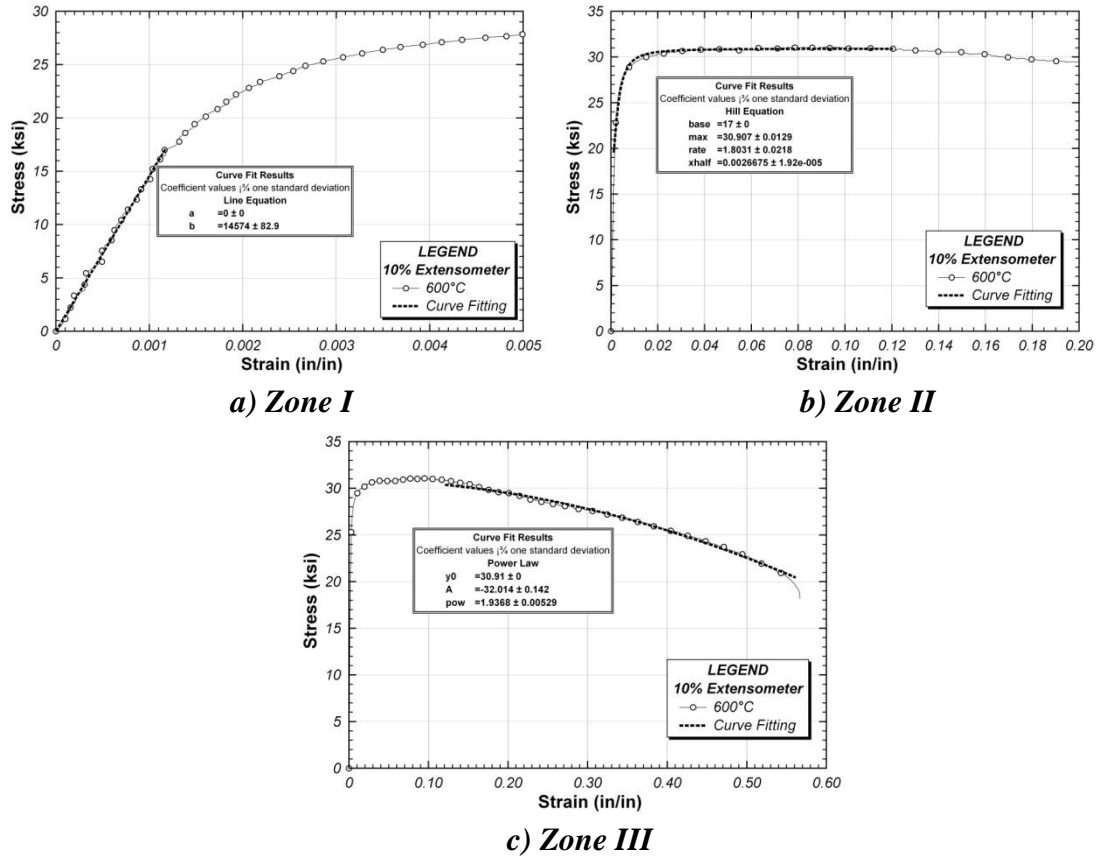 30
25
20
15
10
5
0
Stress (ksi)
Curve Fit Results
Coefficient values ¡¾ one standard deviation
Line Equation
a =0 ± 0
b =14574 ± 82.9
LEGEND
10% Extensometer
600°C
Curve Fitting
0 0.001 0.002 0.003 0.004 0.005
Strain (in/in)
a) Zone I
35
30
25
20
15
10
5
0
Stress (ksi)
Curve Fit Results
Coefficient values ¡¾ one standard deviation
Hill Equation
base =17 ± 0
max =30.907 ± 0.0129
rate =1.8031 ± 0.0218
xhalf =0.0026675 ± 1.92e-005
LEGEND
10% Extensometer
600°C
Curve Fitting
0 0.02 0.04 0.06 0.08 0.10 0.12 0.14 0.16 0.18 0.20
Strain (in/in)
b) Zone II
35
30
25
20
15
10
5
0
Stress (ksi)
Curve Fit Results
Coefficient values ¡¾ one standard deviation
Power Law
y0 =30.91 ± 0
A =-32.014 ± 0.142
pow =1.9368 ± 0.00529
LEGEND
10% Extensometer
600°C
Curve Fitting
0 0.10 0.20 0.30 0.40 0.50 0.60
Strain (in/in)
c) Zone III